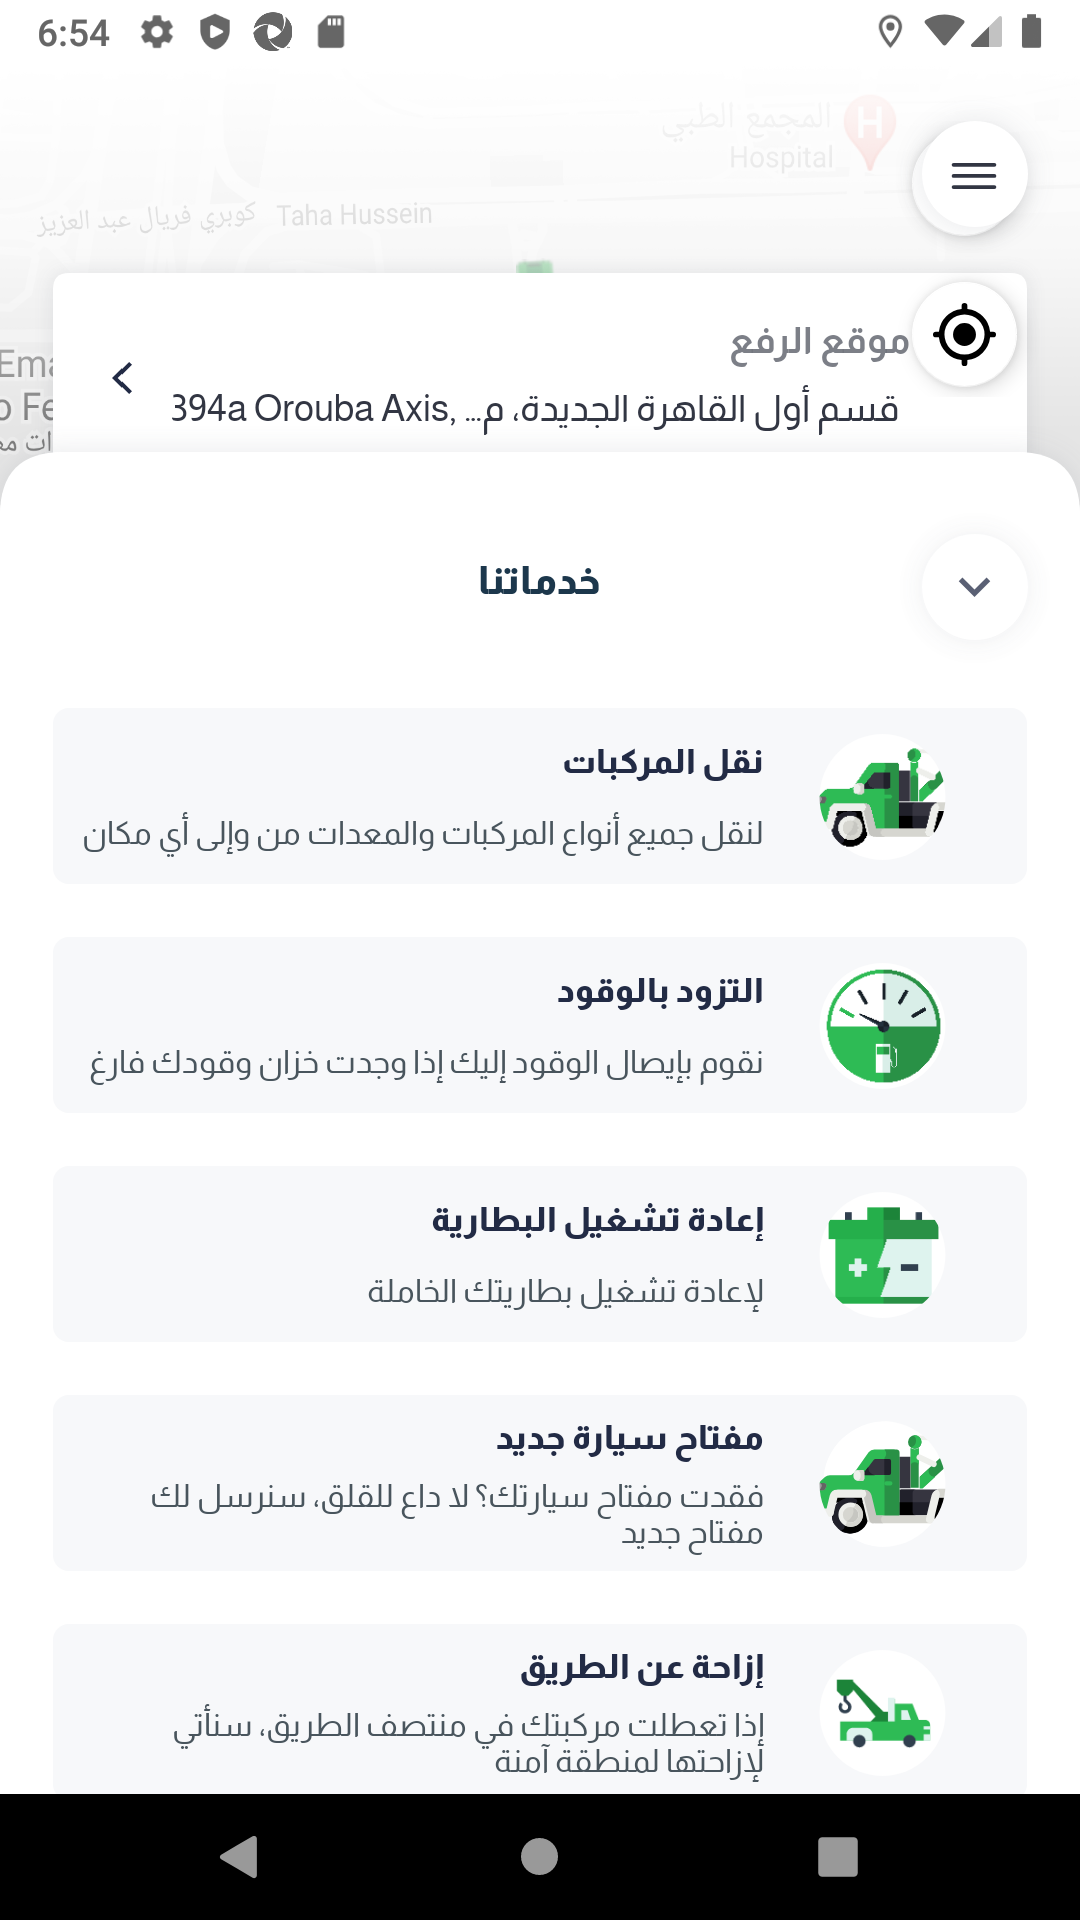 6:54
المجمع الطبي
Hospital
كوبري فريال عبد العزيز
Taha Hussein
موقع الرفع
394a Orouba Axis, قسم أول القاهرة الجديدة، م...
خدماتنا
نقل المركبات
لنقل جميع أنواع المركبات والمعدات من وإلى أي مكان
التزود بالوقود
نقوم بإيصال الوقود إليك إذا وجدت خزان وقودك فارغ
إعادة تشغيل البطارية
لإعادة تشغيل بطاريتك الخاملة
مفتاح سيارة جديد
فقدت مفتاح سيارتك؟ لا داع للقلق، سنرسل لك
مفتاح جديد
إزاحة عن الطريق
إذا تعطلت مركبتك في منتصف الطريق، سنأتي
لإزاحتها لمنطقة آمنة